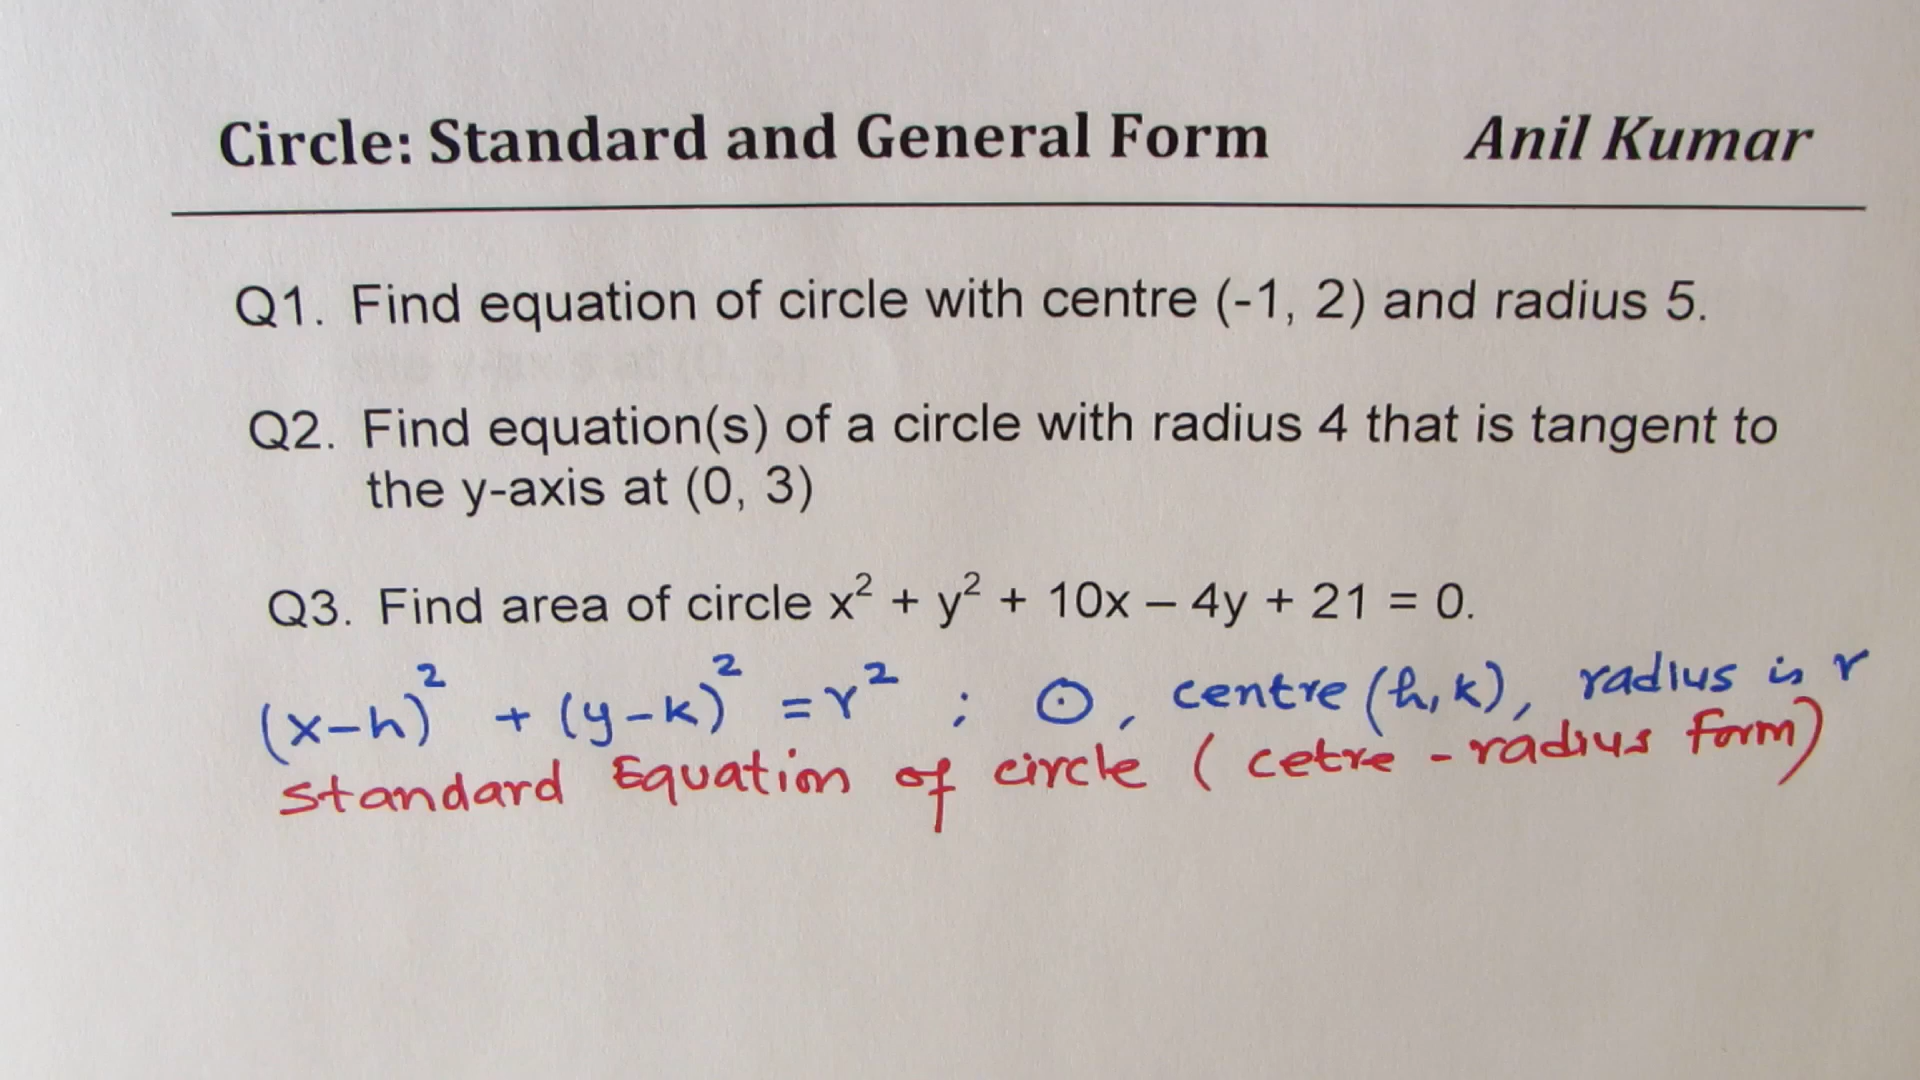 Circle: Standard and General Form Anil Kumar
Q1. Find equation of circle with centre (-1, 2) and radius 5.
Q2. Find equation(s) of a circle with radius 4 that is tangent to
the y-axis at (0, 3)
Q3. Find area of circle x² + y² + 10x – 4y + 21 = 0.
(x-h)² + (y-k)² = r² ; ⊙, centre (h, k), radius is r
Standard Equation of circle ( cetre - radius form)